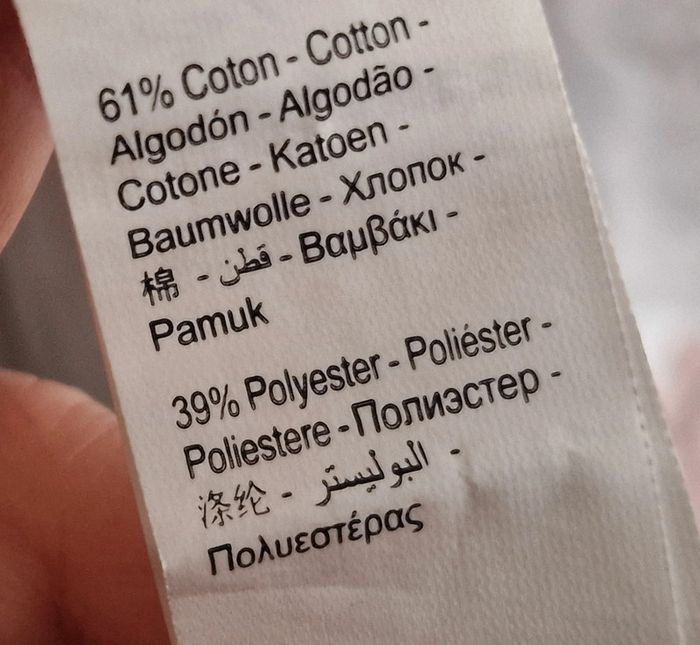 61% Coton - Cotton -
Algodón - Algodão -
Cotone - Katoen -
Baumwolle - Хлопок -
棉 - قطن - Βαμβάκι -
Pamuk
39% Polyester - Poliéster -
Poliestere - Полиэстер -
涤纶 - البوليستر -
Πολυεστέρας